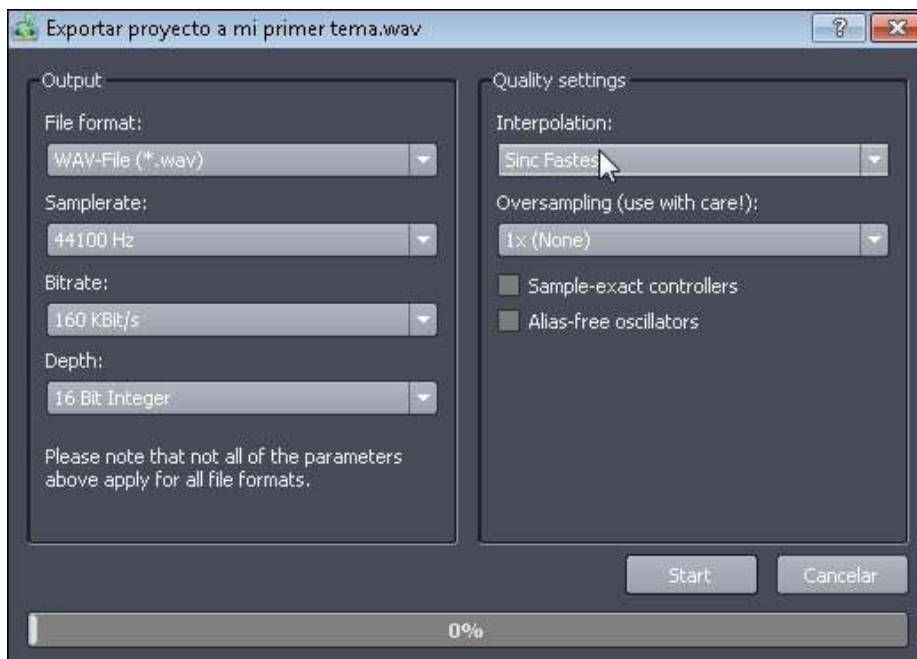 Exportar proyecto a mi primer tema.wav
Output
File format:
WAV-File (*.wav)
Samplerate:
44100 Hz
Bitrate:
160 KBit/s
Depth:
16 Bit Integer
Please note that not all of the parameters
above apply for all file formats.
Quality settings
Interpolation:
Sinc Fastes
Oversampling (use with care!):
1x (None)
Sample-exact controllers
Alias-free oscillators
Start
Cancelar
0%